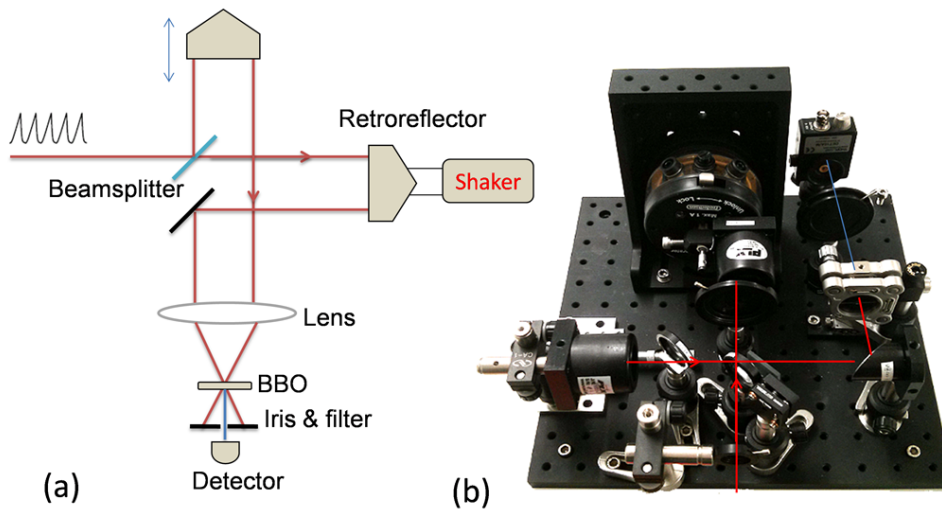 Retroreflector
Beamsplitter
Shaker
Lens
BBO
Iris & filter
Detector
(a)
(b)